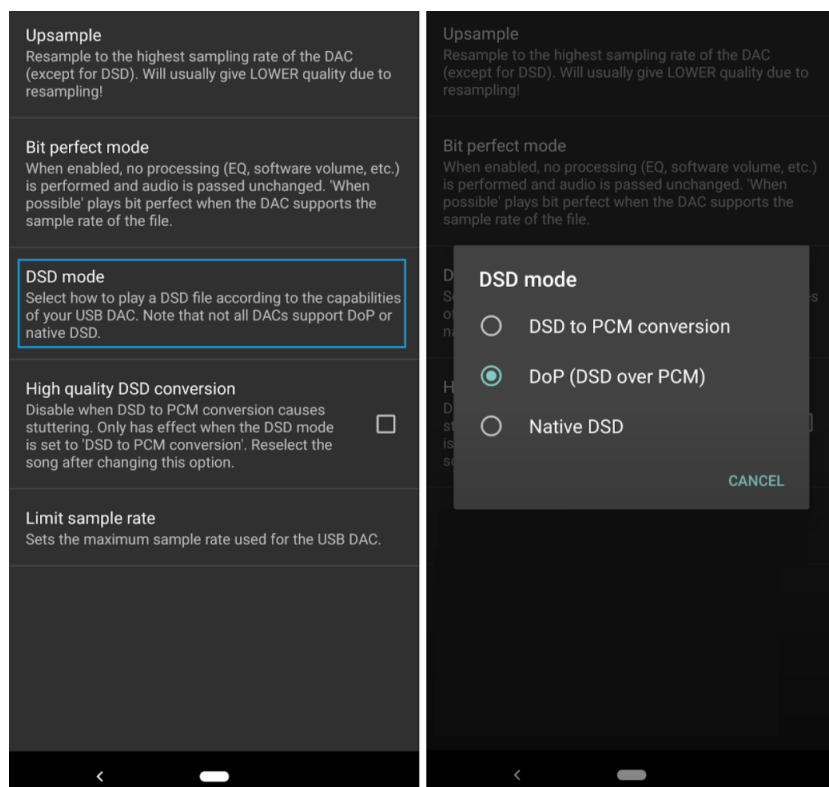 Upsample
Resample to the highest sampling rate of the DAC
(except for DSD). Will usually give LOWER quality due to
resampling!
Bit perfect mode
When enabled, no processing (EQ, software volume, etc.)
is performed and audio is passed unchanged. 'When
possible' plays bit perfect when the DAC supports the
sample rate of the file.
DSD mode
Select how to play a DSD file according to the capabilities
of your USB DAC. Note that not all DACs support DoP or
native DSD.
High quality DSD conversion
Disable when DSD to PCM conversion causes
stuttering. Only has effect when the DSD mode
is set to 'DSD to PCM conversion'. Reselect the
song after changing this option.
Limit sample rate
Sets the maximum sample rate used for the USB DAC.
Upsample
Resample to the highest sampling rate of the DAC
(except for DSD). Will usually give LOWER quality due to
resampling!
Bit perfect mode
When enabled, no processing (EQ, software volume, etc.)
is performed and audio is passed unchanged. 'When
possible' plays bit perfect when the DAC supports the
sample rate of the file.
DSD mode
DSD to PCM conversion
DoP (DSD over PCM)
Native DSD
CANCEL